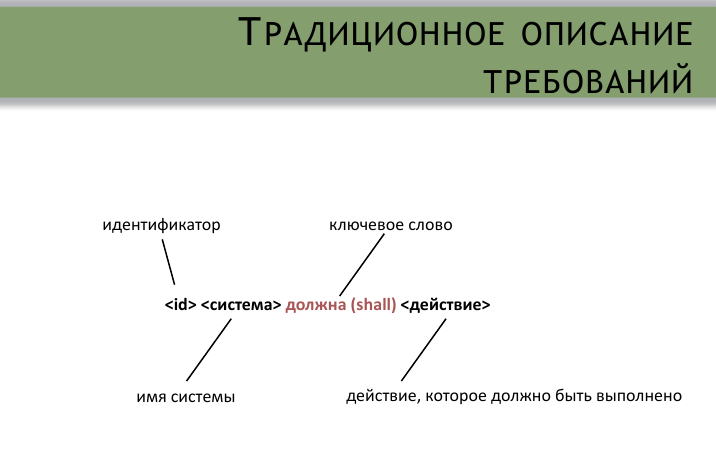 Традиционное описание
требований
идентификатор ключевое слово
<id> <система> должна (shall) <действие>
имя системы действие, которое должно быть выполнено